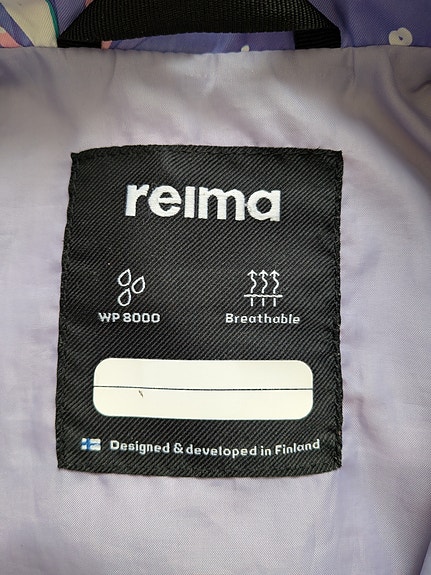 reima
WP 8000
Breathable
Designed & developed in Finland